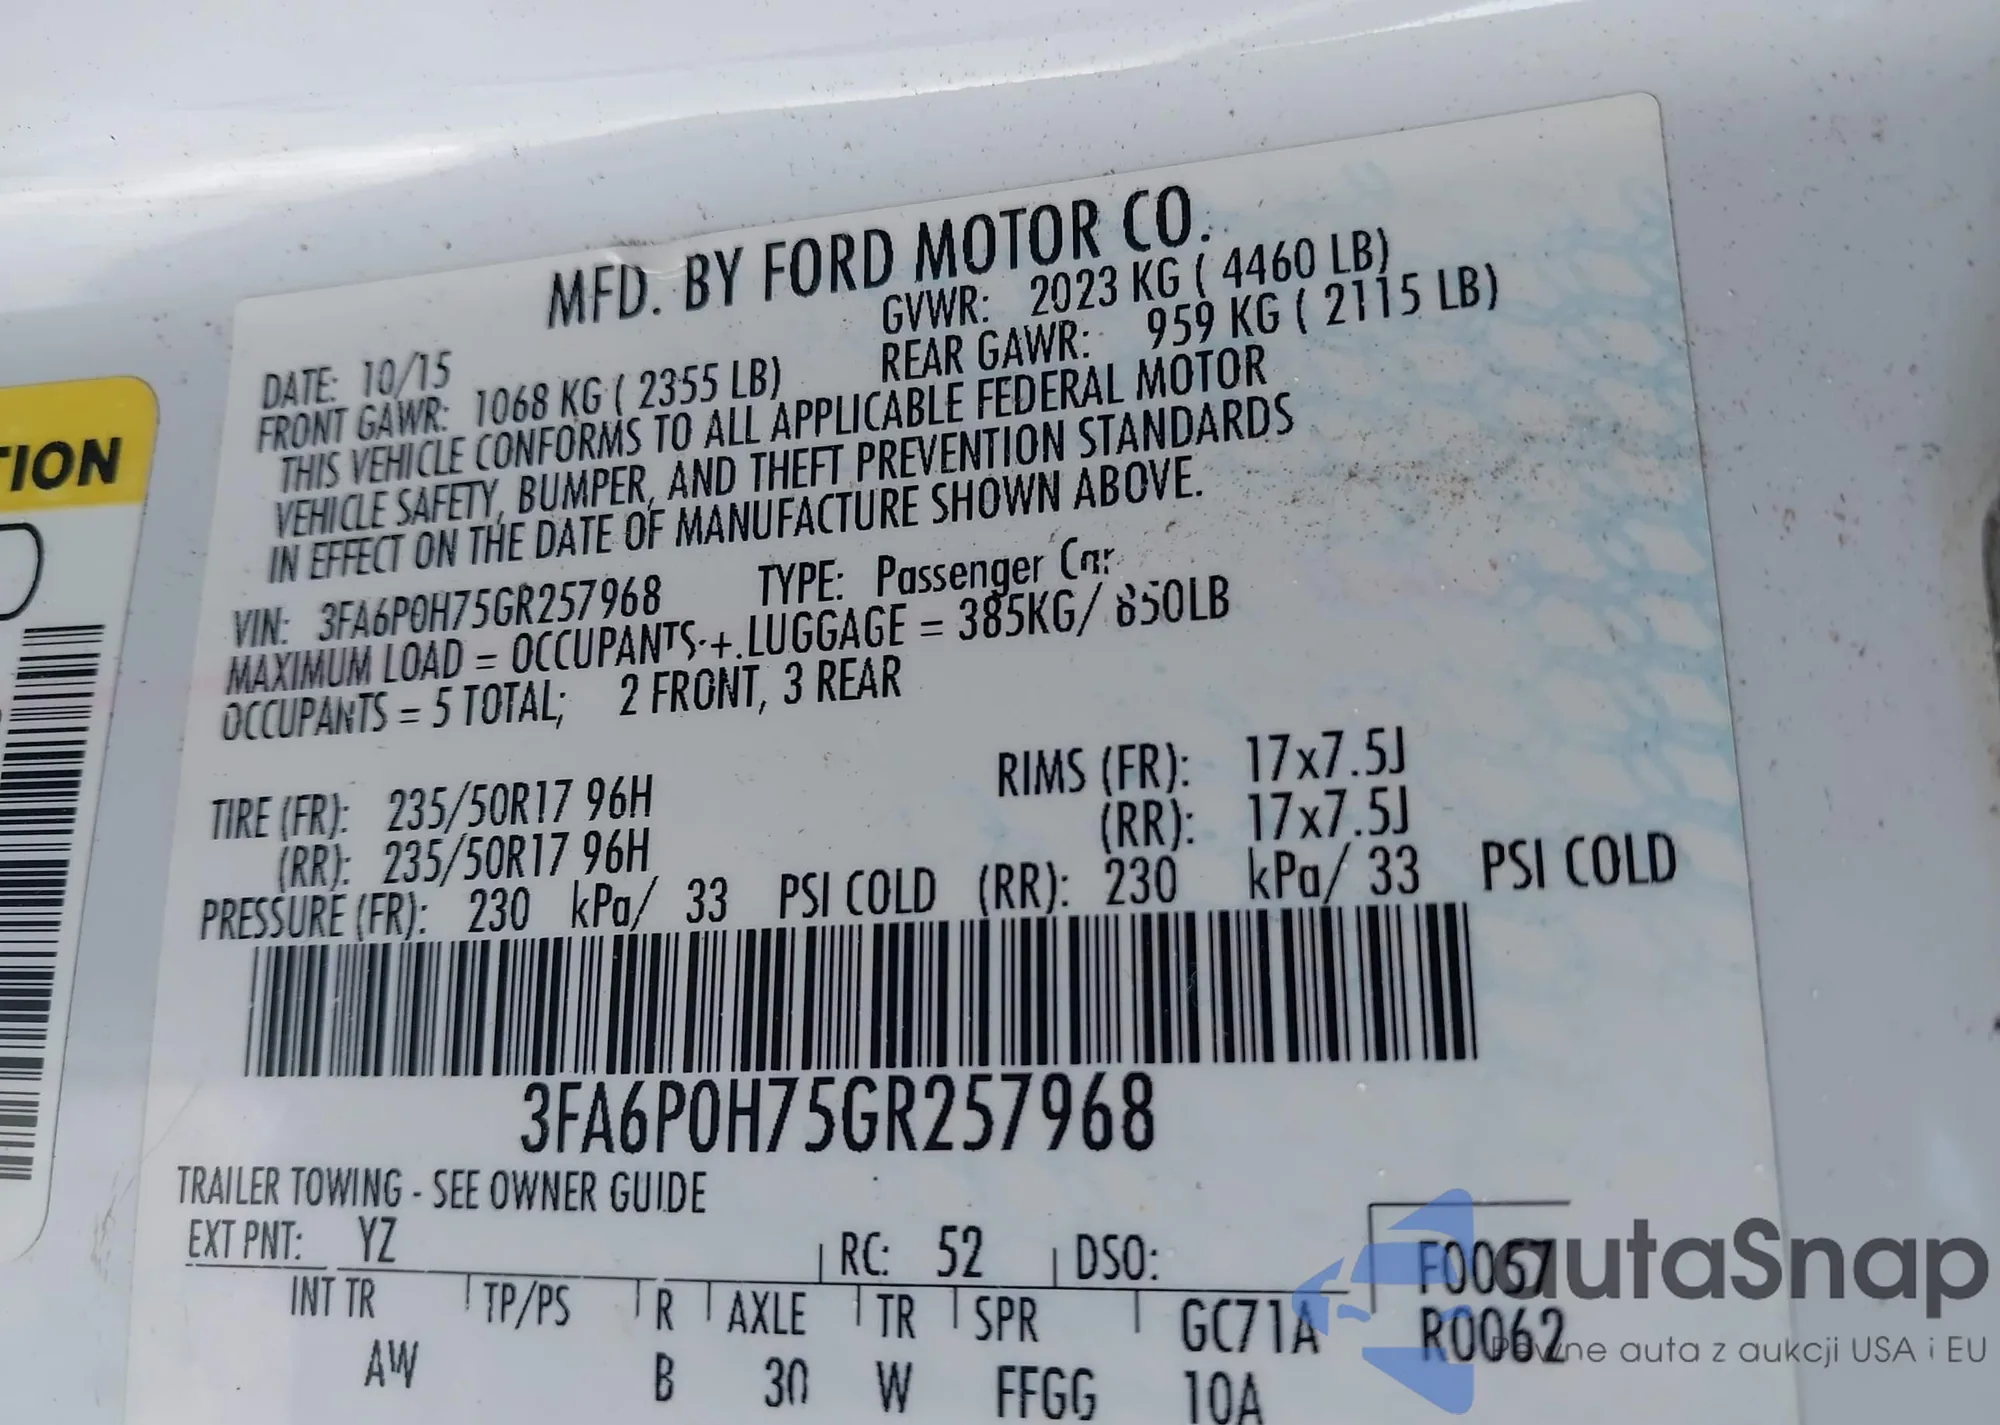 TION
MFD. BY FORD MOTOR CO.
GVWR: 2023 KG ( 4460 LB)
DATE: 10/15
REAR GAWR: 959 KG ( 2115 LB)
FRONT GAWR: 1068 KG ( 2355 LB)
THIS VEHICLE CONFORMS TO ALL APPLICABLE FEDERAL MOTOR
VEHICLE SAFETY, BUMPER, AND THEFT PREVENTION STANDARDS
IN EFFECT ON THE DATE OF MANUFACTURE SHOWN ABOVE.
VIN: 3FA6P0H75GR257968 TYPE: Passenger Car
MAXIMUM LOAD = OCCUPANTS + LUGGAGE = 385KG/ 850LB
OCCUPANTS = 5 TOTAL; 2 FRONT, 3 REAR
TIRE (FR): 235/50R17 96H RIMS (FR): 17x7.5J
(RR): 235/50R17 96H (RR): 17x7.5J
PRESSURE (FR): 230 kPa/ 33 PSI COLD (RR): 230 kPa/ 33 PSI COLD
3FA6P0H75GR257968
TRAILER TOWING - SEE OWNER GUIDE
EXT PNT: YZ RC: 52 DSO: F0057
INT TR TP/PS R AXLE TR SPR GC71A R0062
AW B 30 W FFGG 10A
autaSnap
Pewne auta z aukcji USA i EU